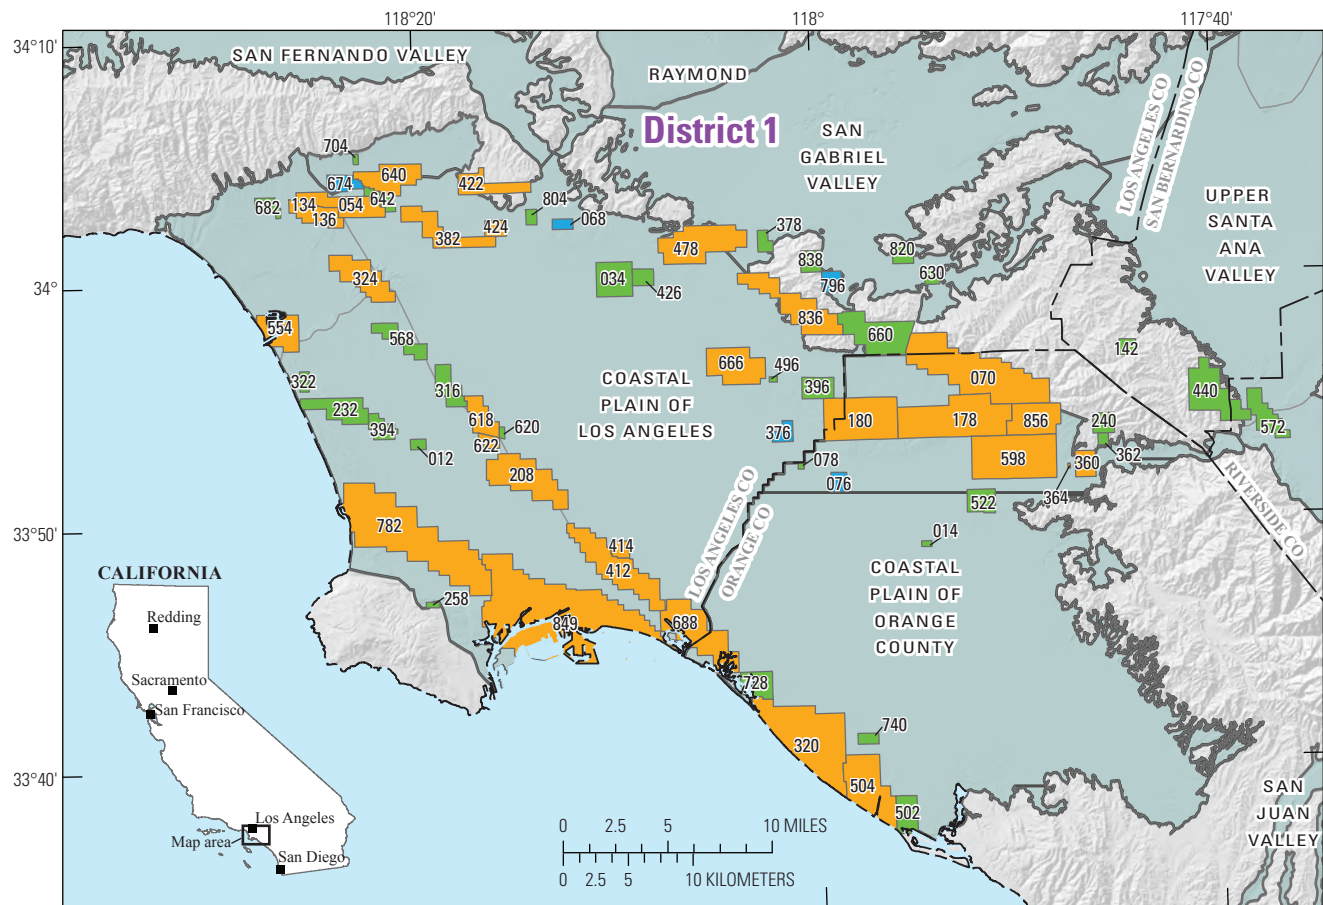 118°20'
118°
117°40'
34°10'
SAN FERNANDO VALLEY
RAYMOND
District 1
SAN
GABRIEL
VALLEY
LOS ANGELES CO
SAN BERNARDINO CO
UPPER
SANTA
ANA
VALLEY
704
674
640
422
804
068
682
134
054
642
136
382
424
478
378
838
820
796
630
034
426
324
34°
554
568
836
660
142
322
316
COASTAL
PLAIN OF
LOS ANGELES
666
496
396
070
440
232
394
618
620
622
012
376
180
178
856
240
572
362
208
078
076
598
360
364
522
33°50'
782
414
412
LOS ANGELES CO
ORANGE CO
014
RIVERSIDE CO
COASTAL
PLAIN OF
ORANGE
COUNTY
258
849
688
728
740
320
504
502
33°40'
SAN
JUAN
VALLEY
CALIFORNIA
Redding
Sacramento
San Francisco
Los Angeles
Map area
San Diego
0 2.5 5 10 MILES
0 2.5 5 10 KILOMETERS